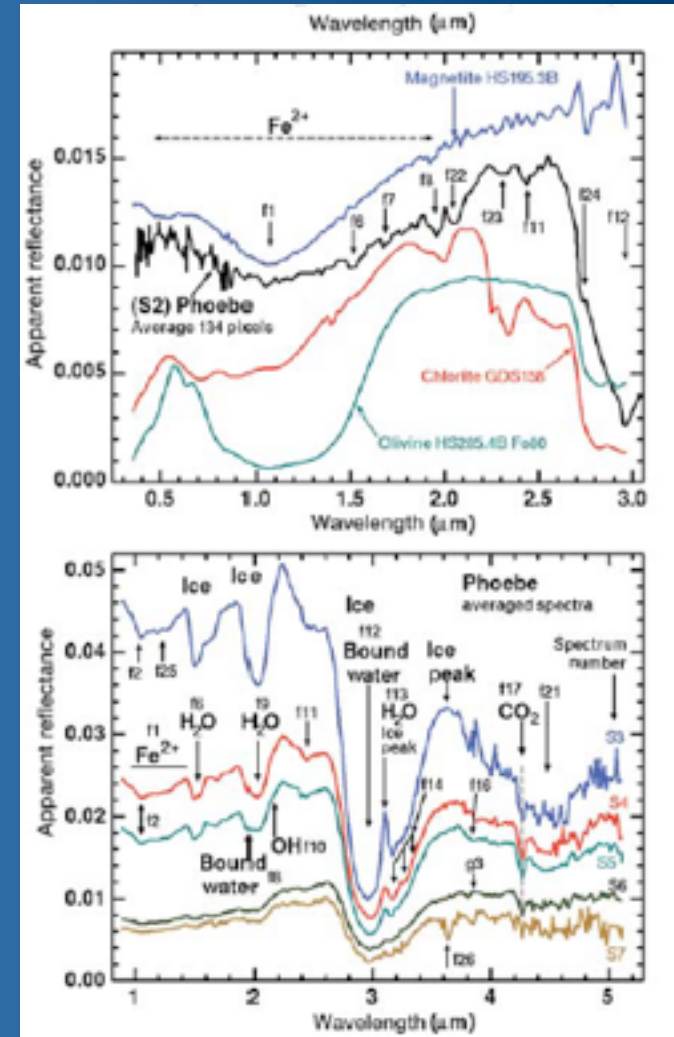 Wavelength (μm)
Magnetite HS195.3B
Fe2+
0.015
f8 f22
f7
f1
f6
f23
f11
f24
f12
0.010
(S2) Phoebe
Average 134 pixels
0.005
Chlorite GDS158
Olivine HS285.4B Fo80
0.000
Apparent reflectance
0.5 1.0 1.5 2.0 2.5 3.0
Wavelength (μm)
0.05
Ice Ice
Phoebe
averaged spectra
Ice
f12
Bound
water
Ice
peak
Spectrum
number
0.04
f2 f25
f6
H2O
f9
H2O
f11
f13
H2O
Ice
peak
f17
CO2
f21
f1
Fe2+
0.03
S3
f14
f16
S4
0.02
f2
OH f10
Bound
water f8
S5
g3
0.01
S6
S7
f26
0.00
Apparent reflectance
1 2 3 4 5
Wavelength (μm)